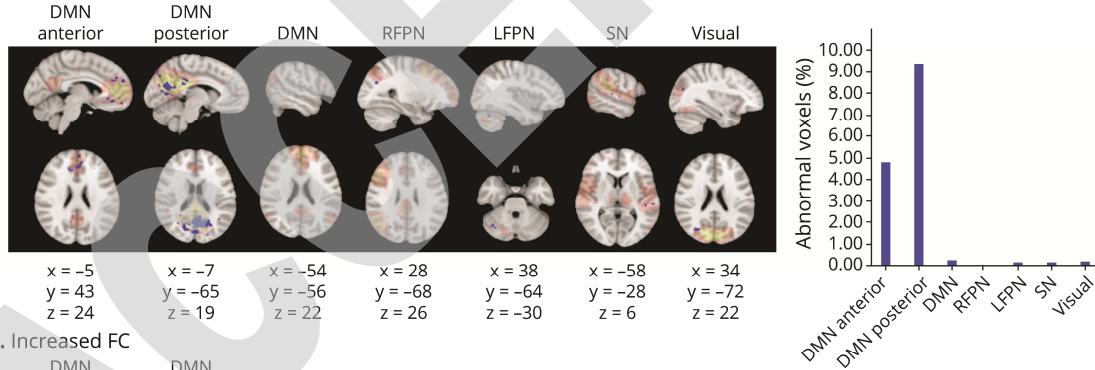 DMN anterior
DMN posterior
DMN
RFPN
LFPN
SN
Visual
x = –5
y = 43
z = 24
x = –7
y = –65
z = 19
x = –54
y = –56
z = 22
x = 28
y = –68
z = 26
x = 38
y = –64
z = –30
x = –58
y = –28
z = 6
x = 34
y = –72
z = 22
Abnormal voxels (%)
10.00
9.00
8.00
7.00
6.00
5.00
4.00
3.00
2.00
1.00
0.00
DMN anterior
DMN posterior
DMN
RFPN
LFPN
SN
Visual
. Increased FC
DMN
DMN